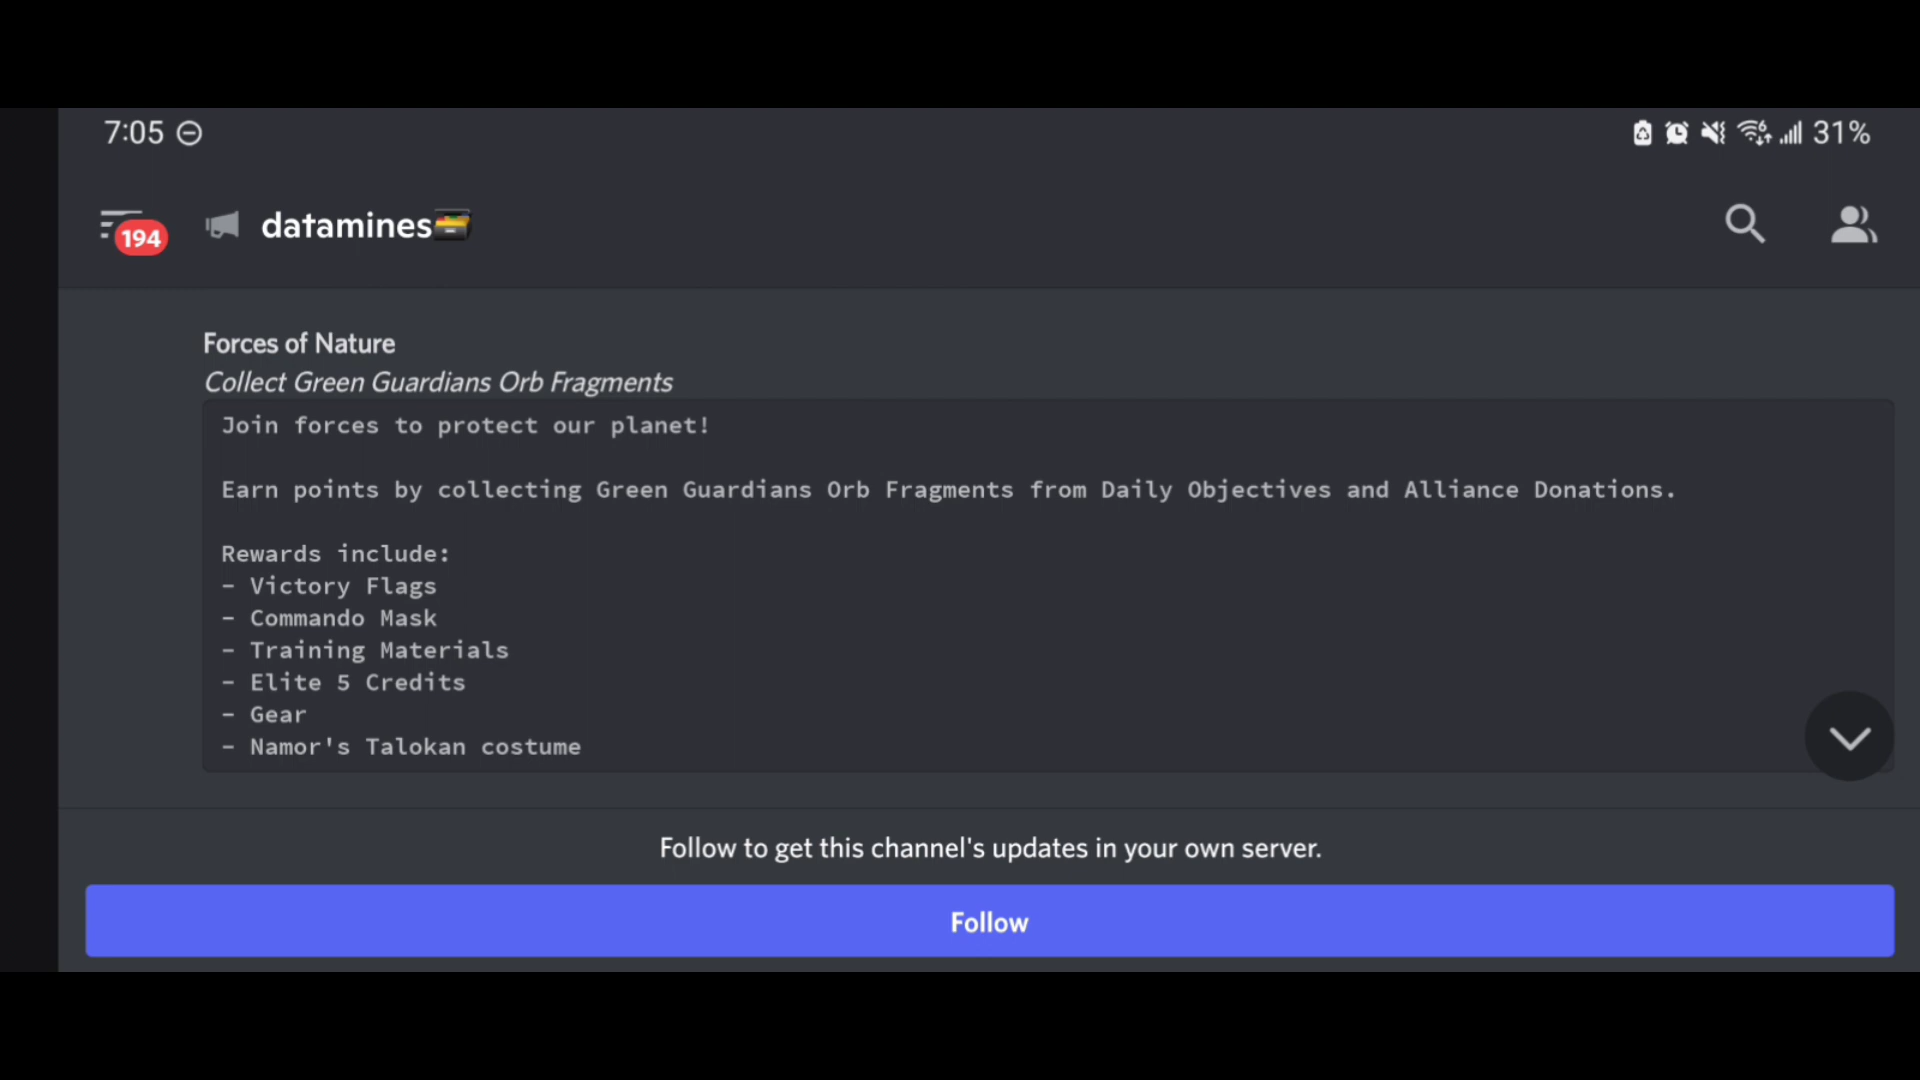 7:05
31%
194
datamines
Forces of Nature
Collect Green Guardians Orb Fragments
Join forces to protect our planet!
Earn points by collecting Green Guardians Orb Fragments from Daily Objectives and Alliance Donations.
Rewards include:
- Victory Flags
- Commando Mask
- Training Materials
- Elite 5 Credits
- Gear
- Namor's Talokan costume
Follow to get this channel's updates in your own server.
Follow